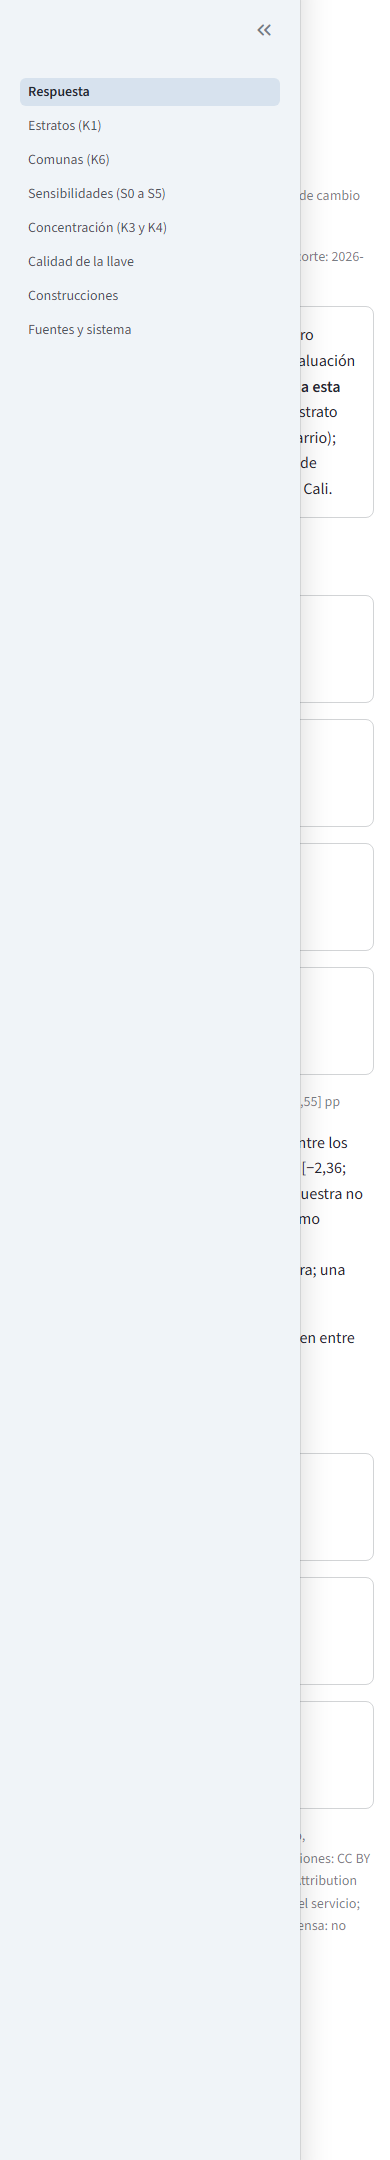 Respuesta
Estratos (K1)
Comunas (K6)
Sensibilidades (S0 a S5)
Concentración (K3 y K4)
Calidad de la llave
Construcciones
Fuentes y sistema
de cambio
corte: 2026-
ro
aluación
a esta
strato
arrio);
de
Cali.
,55] pp
ntre los
[−2,36;
uestra no
mo
ra; una
en entre
o,
iones: CC BY
Attribution
el servicio;
ensa: no